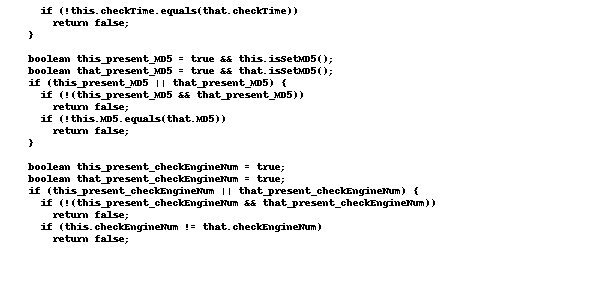 if (!this.checkTime.equals(that.checkTime))
return false;
}
boolean this_present_MD5 = true && this.isSetMD5();
boolean that_present_MD5 = true && that.isSetMD5();
if (this_present_MD5 || that_present_MD5) {
if (!(this_present_MD5 && that_present_MD5))
return false;
if (!this.MD5.equals(that.MD5))
return false;
}
boolean this_present_checkEngineNum = true;
boolean that_present_checkEngineNum = true;
if (this_present_checkEngineNum || that_present_checkEngineNum) {
if (!(this_present_checkEngineNum && that_present_checkEngineNum))
return false;
if (this.checkEngineNum != that.checkEngineNum)
return false;